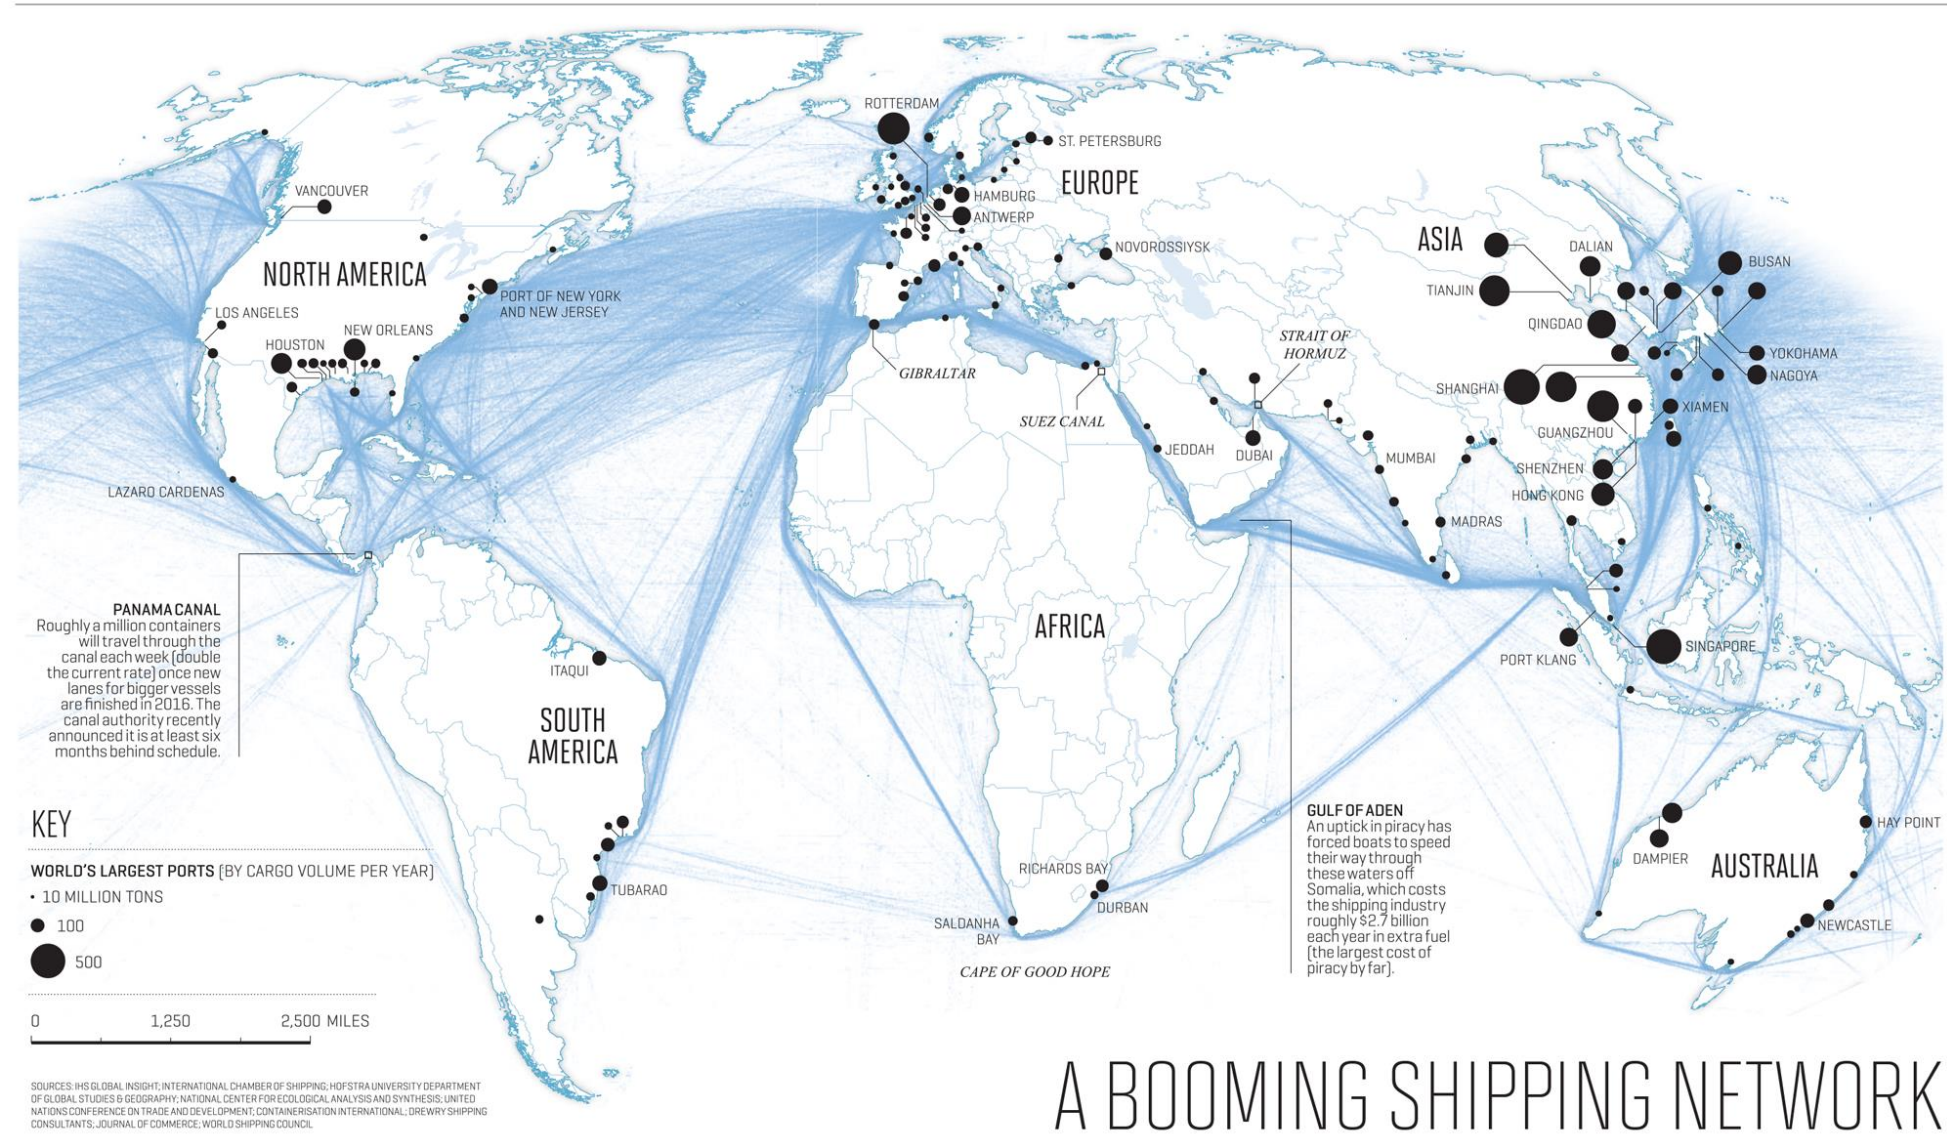 ROTTERDAM
ST. PETERSBURG
EUROPE
VANCOUVER
HAMBURG
ANTWERP
NOVOROSSIYSK
ASIA
DALIAN
BUSAN
NORTH AMERICA
TIANJIN
PORT OF NEW YORK
AND NEW JERSEY
LOS ANGELES
QINGDAO
NEW ORLEANS
HOUSTON
STRAIT OF
HORMUZ
YOKOHAMA
GIBRALTAR
NAGOYA
SHANGHAI
XIAMEN
SUEZ CANAL
GUANGZHOU
JEDDAH
DUBAI
MUMBAI
SHENZHEN
LAZARO CARDENAS
HONG KONG
MADRAS
PANAMA CANAL
Roughly a million containers
will travel through the
canal each week (double
the current rate) once new
lanes for bigger vessels
are finished in 2016. The
canal authority recently
announced it is at least six
months behind schedule.
AFRICA
SINGAPORE
PORT KLANG
ITAQUI
SOUTH
AMERICA
KEY
WORLD'S LARGEST PORTS (BY CARGO VOLUME PER YEAR)
10 MILLION TONS
100
500
GULF OF ADEN
An uptick in piracy has
forced boats to speed
their way through
these waters off
Somalia, which costs
the shipping industry
roughly $2.7 billion
each year in extra fuel
(the largest cost of
piracy by far).
HAY POINT
DAMPIER
AUSTRALIA
RICHARDS BAY
TUBARAO
DURBAN
SALDANHA
BAY
NEWCASTLE
CAPE OF GOOD HOPE
0 1,250 2,500 MILES
A BOOMING SHIPPING NETWORK
SOURCES: IHS GLOBAL INSIGHT; INTERNATIONAL CHAMBER OF SHIPPING; HOFSTRA UNIVERSITY DEPARTMENT
OF GLOBAL STUDIES & GEOGRAPHY; NATIONAL CENTER FOR ECOLOGICAL ANALYSIS AND SYNTHESIS; UNITED
NATIONS CONFERENCE ON TRADE AND DEVELOPMENT; CONTAINERISATION INTERNATIONAL; DREWRY SHIPPING
CONSULTANTS; JOURNAL OF COMMERCE; WORLD SHIPPING COUNCIL